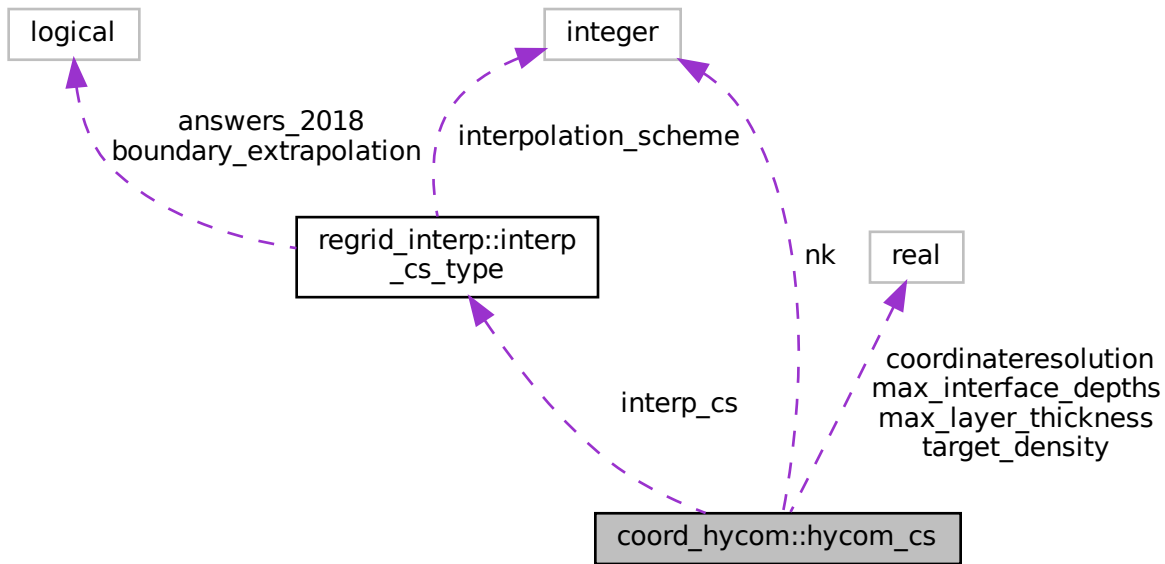 logical
integer
answers_2018
boundary_extrapolation
interpolation_scheme
regrid_interp::interp
_cs_type
nk
real
coordinateresolution
max_interface_depths
max_layer_thickness
target_density
interp_cs
coord_hycom::hycom_cs